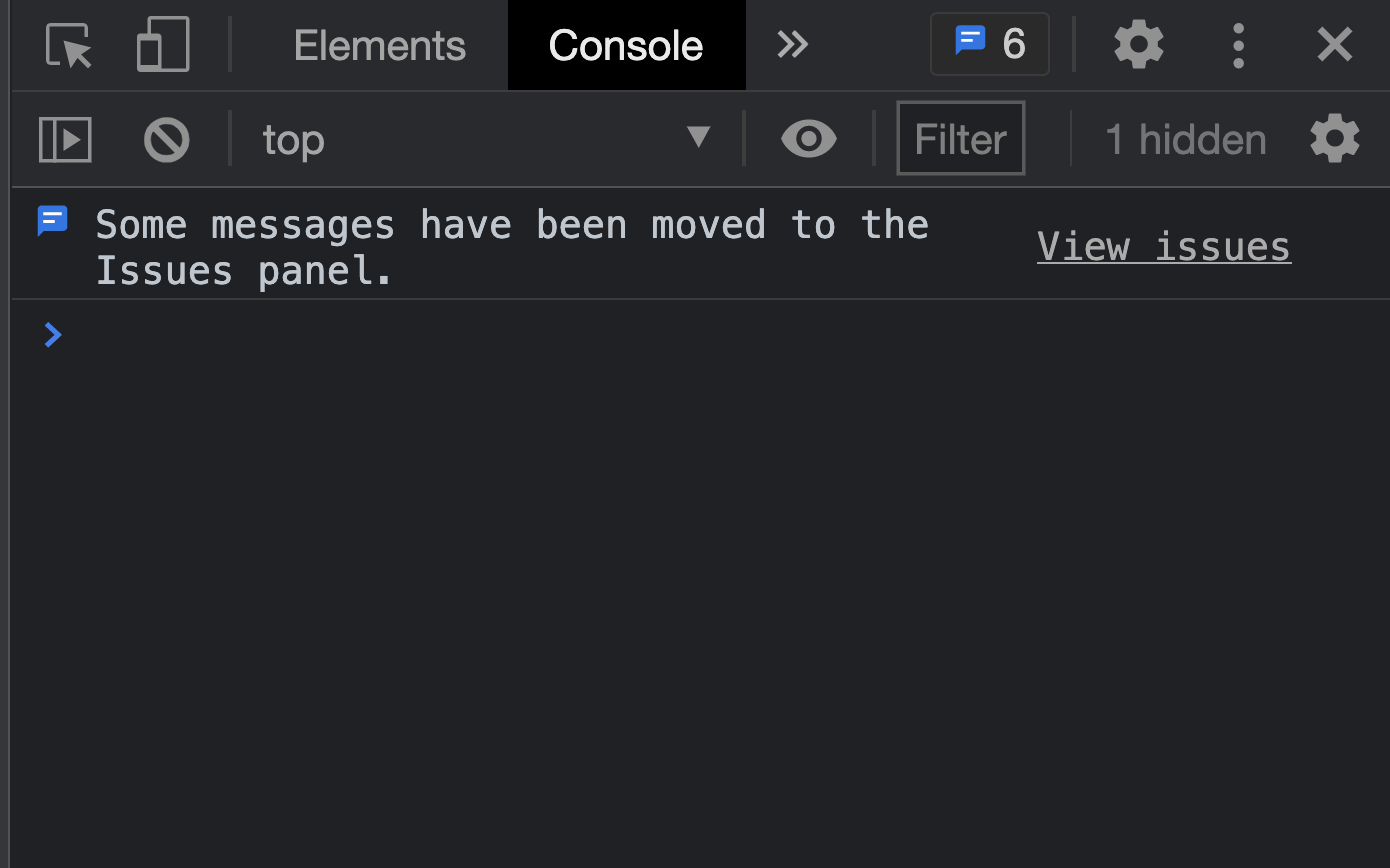 Elements Console 6
top Filter 1 hidden
Some messages have been moved to the
Issues panel.
View issues